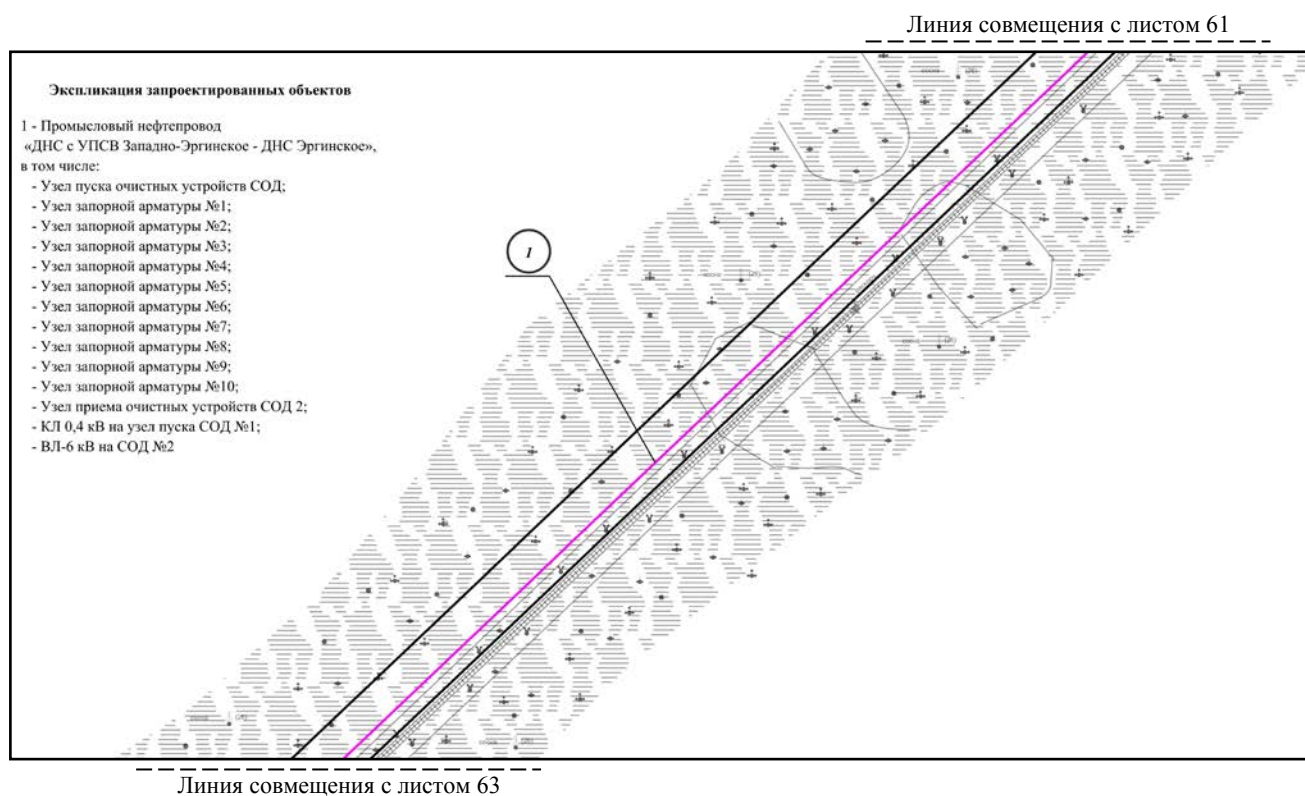 Линия совмещения с листом 61
Экспликация запроектированных объектов
1 - Промысловый нефтепровод
«ДНС с УПСВ Западно-Эргинское - ДНС Эргинское»,
в том числе:
- Узел пуска очистных устройств СОД;
- Узел запорной арматуры №1;
- Узел запорной арматуры №2;
- Узел запорной арматуры №3;
- Узел запорной арматуры №4;
- Узел запорной арматуры №5;
- Узел запорной арматуры №6;
- Узел запорной арматуры №7;
- Узел запорной арматуры №8;
- Узел запорной арматуры №9;
- Узел запорной арматуры №10;
- Узел приема очистных устройств СОД 2;
- КЛ 0,4 кВ на узел пуска СОД №1;
- ВЛ-6 кВ на СОД №2
1
Линия совмещения с листом 63